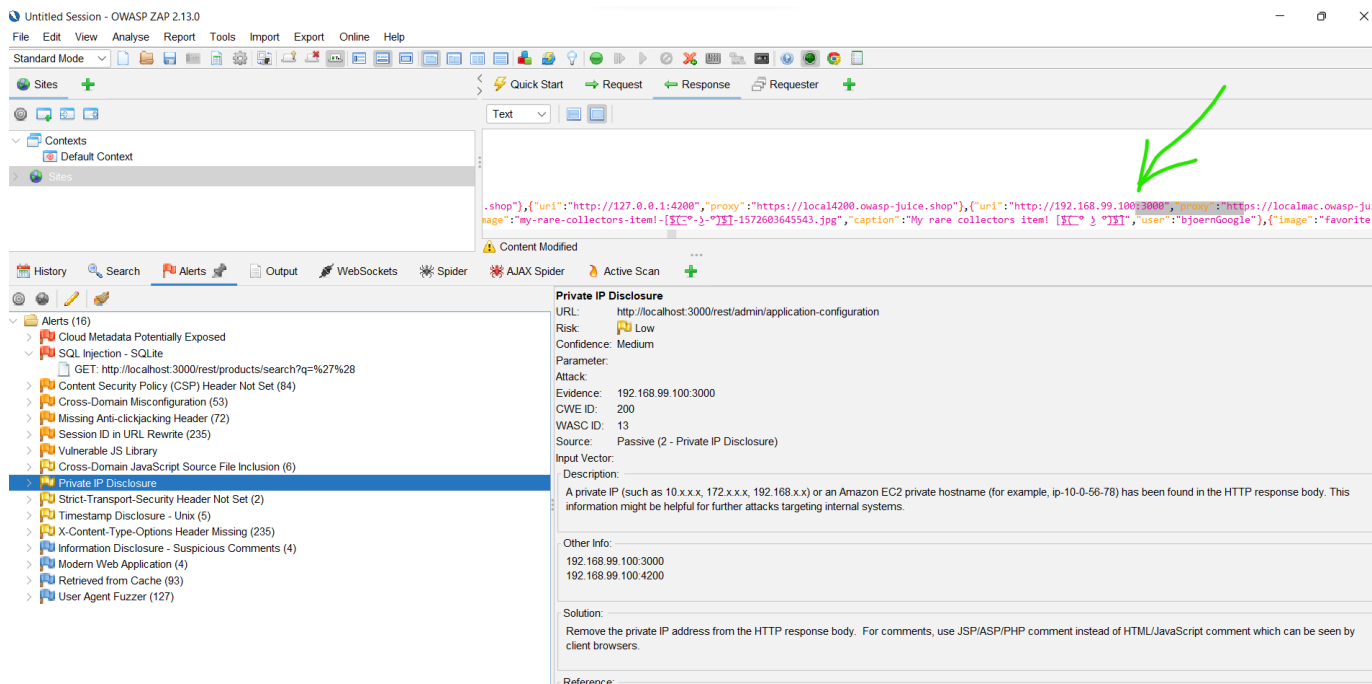 Untitled Session - OWASP ZAP 2.13.0
File Edit View Analyse Report Tools Import Export Online Help
Standard Mode
Sites
Quick Start Request Response Requester
Text
Contexts
Default Context
Sites
.shop"},{"uri":"http://127.0.0.1:4200","proxy":"https://local4200.owasp-juice.shop"},{"uri":"http://192.168.99.100:3000","proxy":"https://localmac.owasp-ju
mage":"my-rare-collectors-item!-[ -1572603645543.jpg","caption":"My rare collectors item! [ ","user":"bjoernGoogle"},{"image":"favorite
Content Modified
History Search Alerts Output WebSockets Spider AJAX Spider Active Scan
Alerts (16)
Cloud Metadata Potentially Exposed
SQL Injection - SQLite
GET: http://localhost:3000/rest/products/search?q=%27%28
Content Security Policy (CSP) Header Not Set (84)
Cross-Domain Misconfiguration (53)
Missing Anti-clickjacking Header (72)
Session ID in URL Rewrite (235)
Vulnerable JS Library
Cross-Domain JavaScript Source File Inclusion (6)
Private IP Disclosure
Strict-Transport-Security Header Not Set (2)
Timestamp Disclosure - Unix (5)
X-Content-Type-Options Header Missing (235)
Information Disclosure - Suspicious Comments (4)
Modern Web Application (4)
Retrieved from Cache (93)
User Agent Fuzzer (127)
Private IP Disclosure
URL: http://localhost:3000/rest/admin/application-configuration
Risk: Low
Confidence: Medium
Parameter:
Attack:
Evidence: 192.168.99.100:3000
CWE ID: 200
WASC ID: 13
Source: Passive (2 - Private IP Disclosure)
Input Vector:
Description:
A private IP (such as 10.x.x.x, 172.x.x.x, 192.168.x.x) or an Amazon EC2 private hostname (for example, ip-10-0-56-78) has been found in the HTTP response body. This
information might be helpful for further attacks targeting internal systems.
Other Info:
192.168.99.100:3000
192.168.99.100:4200
Solution:
Remove the private IP address from the HTTP response body. For comments, use JSP/ASP/PHP comment instead of HTML/JavaScript comment which can be seen by
client browsers.
Reference: